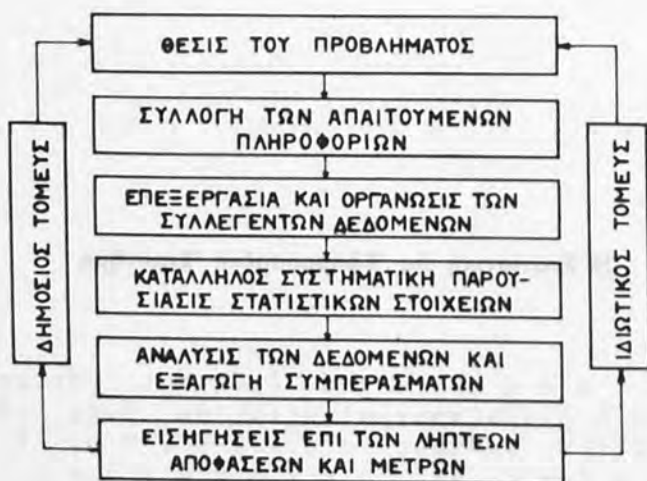 ΘΕΣΙΣ ΤΟΥ ΠΡΟΒΛΗΜΑΤΟΣ
ΣΥΛΛΟΓΗ ΤΩΝ ΑΠΑΙΤΟΥΜΕΝΩΝ
ΠΛΗΡΟΦΟΡΙΩΝ
ΕΠΕΞΕΡΓΑΣΙΑ ΚΑΙ ΟΡΓΑΝΩΣΙΣ ΤΩΝ
ΣΥΛΛΕΓΕΝΤΩΝ ΔΕΔΟΜΕΝΩΝ
ΚΑΤΑΛΛΗΛΟΣ ΣΥΣΤΗΜΑΤΙΚΗ ΠΑΡΟΥ-
ΣΙΑΣΙΣ ΣΤΑΤΙΣΤΙΚΩΝ ΣΤΟΙΧΕΙΩΝ
ΑΝΑΛΥΣΙΣ ΤΩΝ ΔΕΔΟΜΕΝΩΝ ΚΑΙ
ΕΞΑΓΩΓΗ ΣΥΜΠΕΡΑΣΜΑΤΩΝ
ΕΙΣΗΓΗΣΕΙΣ ΕΠΙ ΤΩΝ ΛΗΠΤΕΩΝ
ΑΠΟΦΑΣΕΩΝ ΚΑΙ ΜΕΤΡΩΝ
ΔΗΜΟΣΙΟΣ ΤΟΜΕΥΣ
ΙΔΙΩΤΙΚΟΣ ΤΟΜΕΥΣ